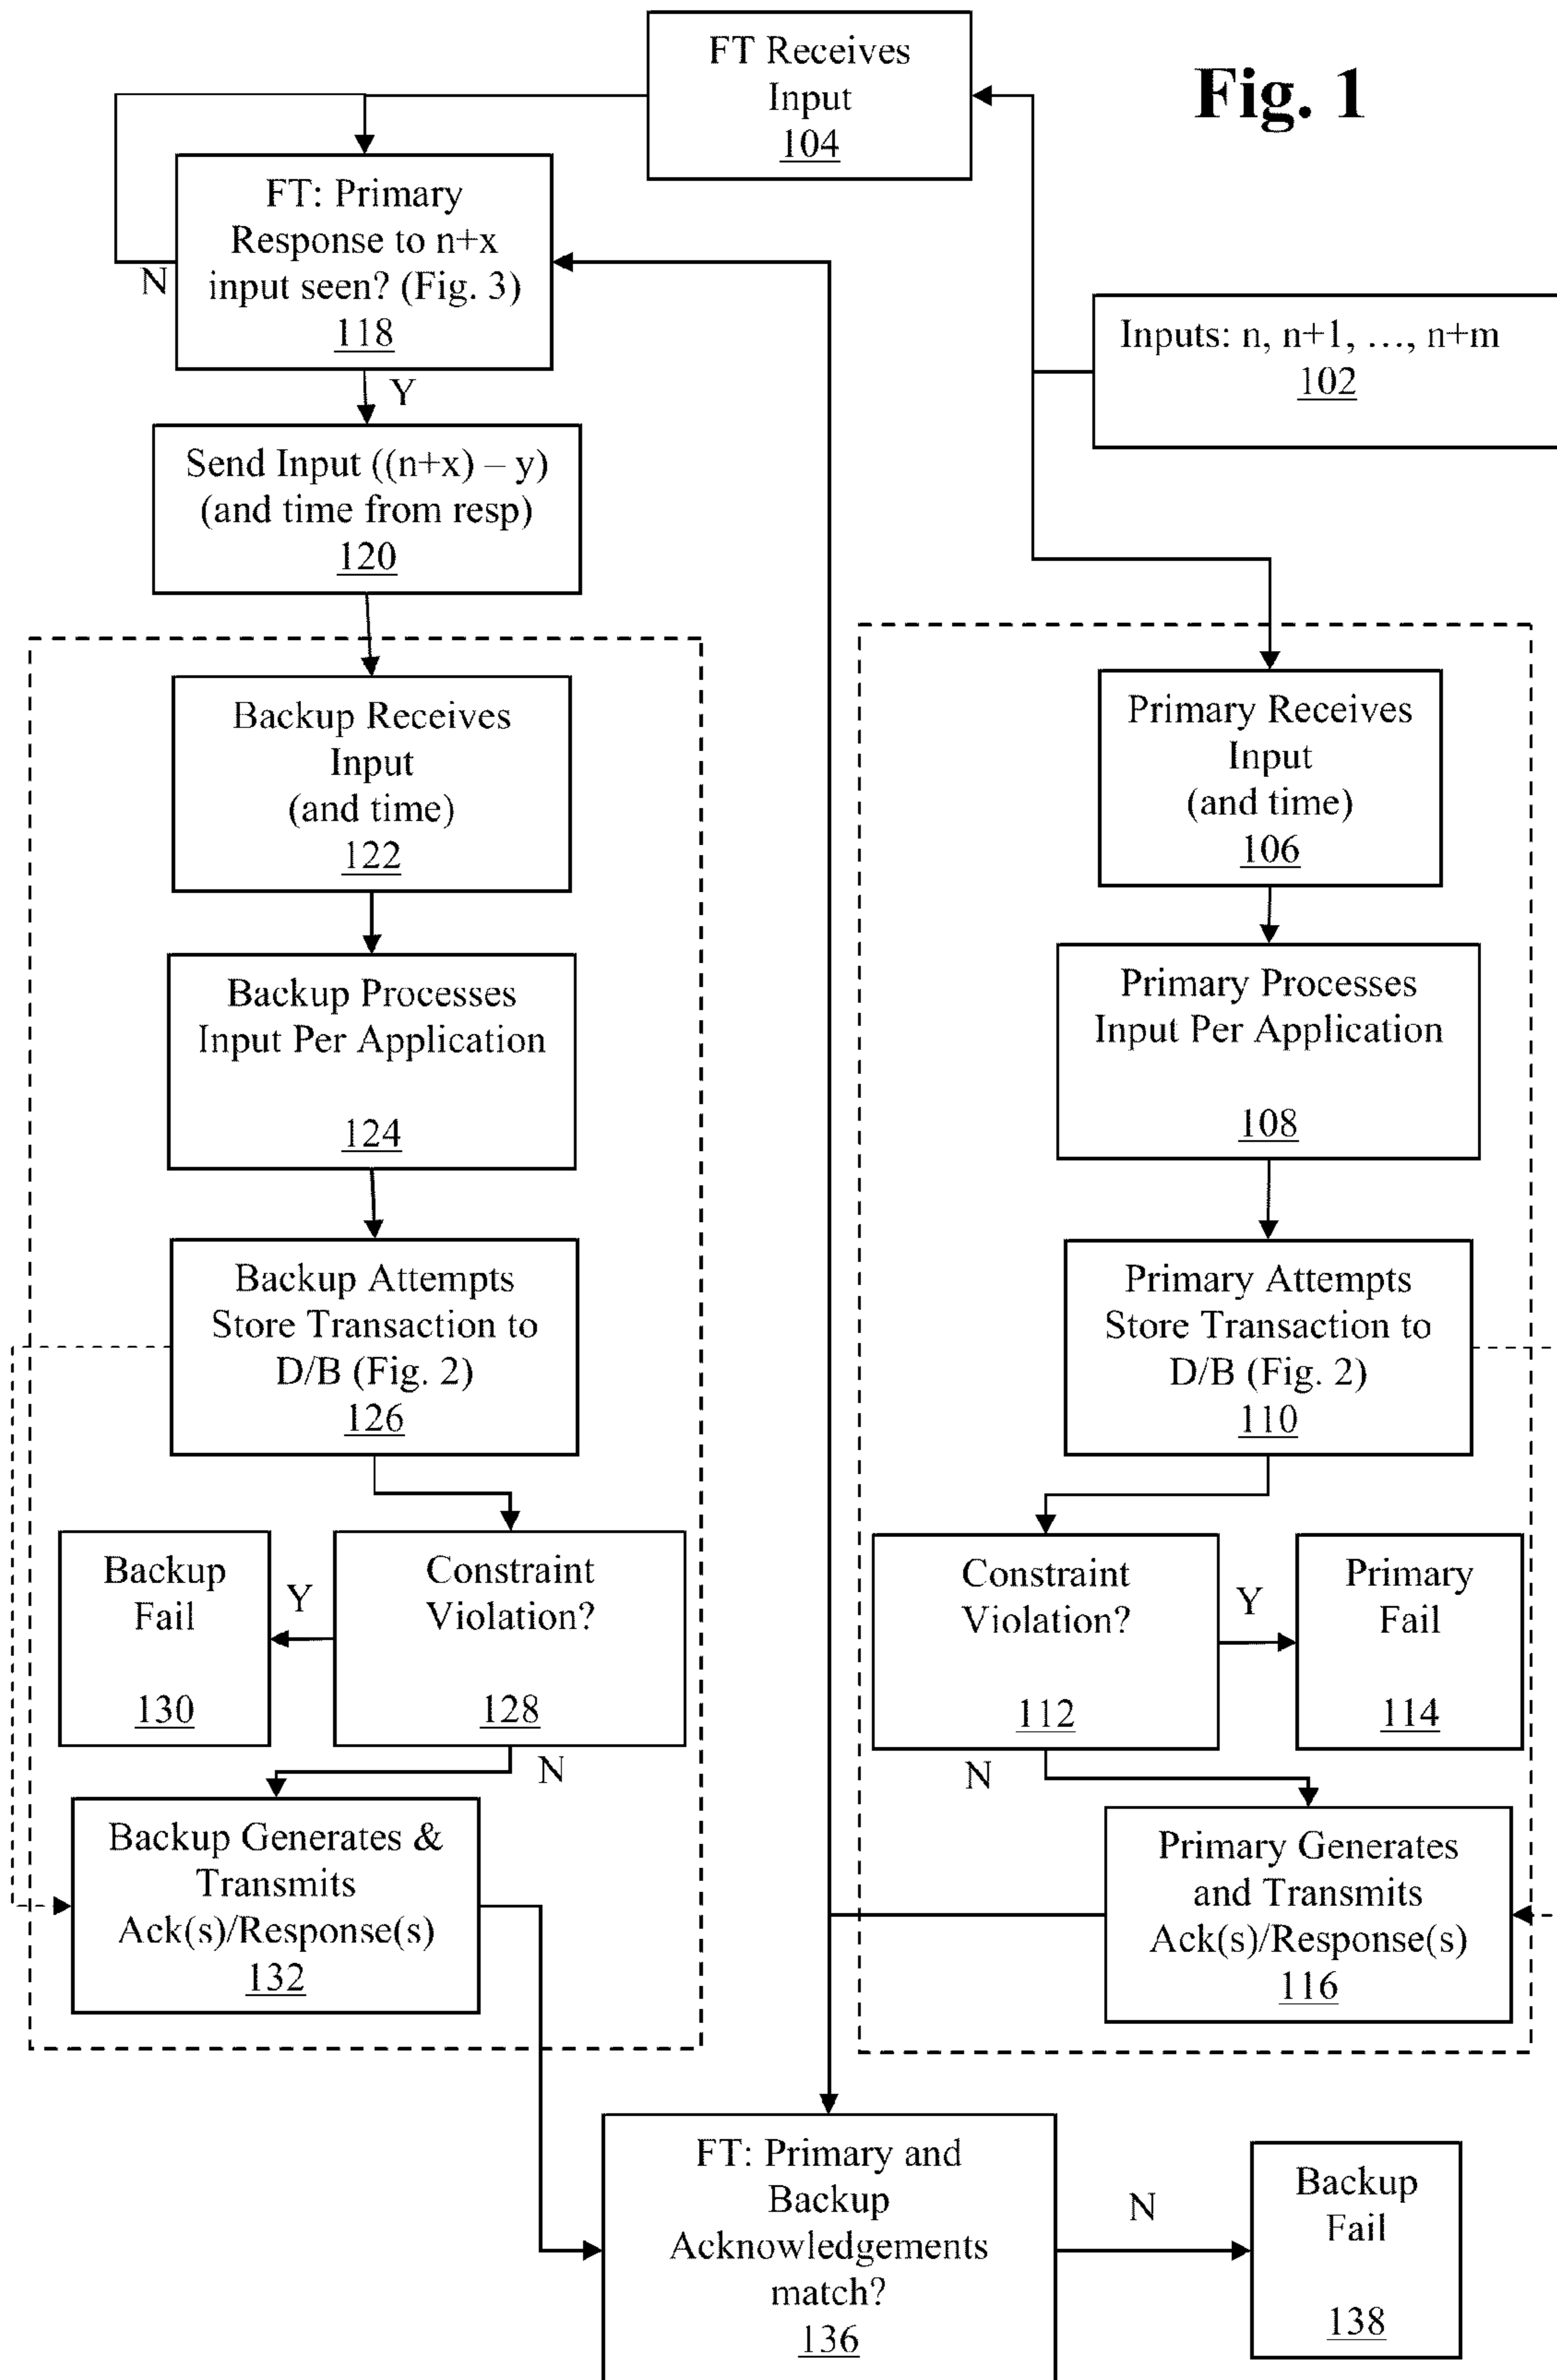 Fig. 1
FT Receives
Input
104
FT: Primary
Response to n+x
input seen? (Fig. 3)
118
N
Y
Inputs: n, n+1, …, n+m
102
Send Input ((n+x) – y)
(and time from resp)
120
Backup Receives
Input
(and time)
122
Backup Processes
Input Per Application
124
Backup Attempts
Store Transaction to
D/B (Fig. 2)
126
Constraint
Violation?
128
Y
Backup
Fail
130
N
Backup Generates &
Transmits
Ack(s)/Response(s)
132
Primary Receives
Input
(and time)
106
Primary Processes
Input Per Application
108
Primary Attempts
Store Transaction to
D/B (Fig. 2)
110
Constraint
Violation?
112
Y
Primary
Fail
114
N
Primary Generates
and Transmits
Ack(s)/Response(s)
116
FT: Primary and
Backup
Acknowledgements
match?
136
N
Backup
Fail
138